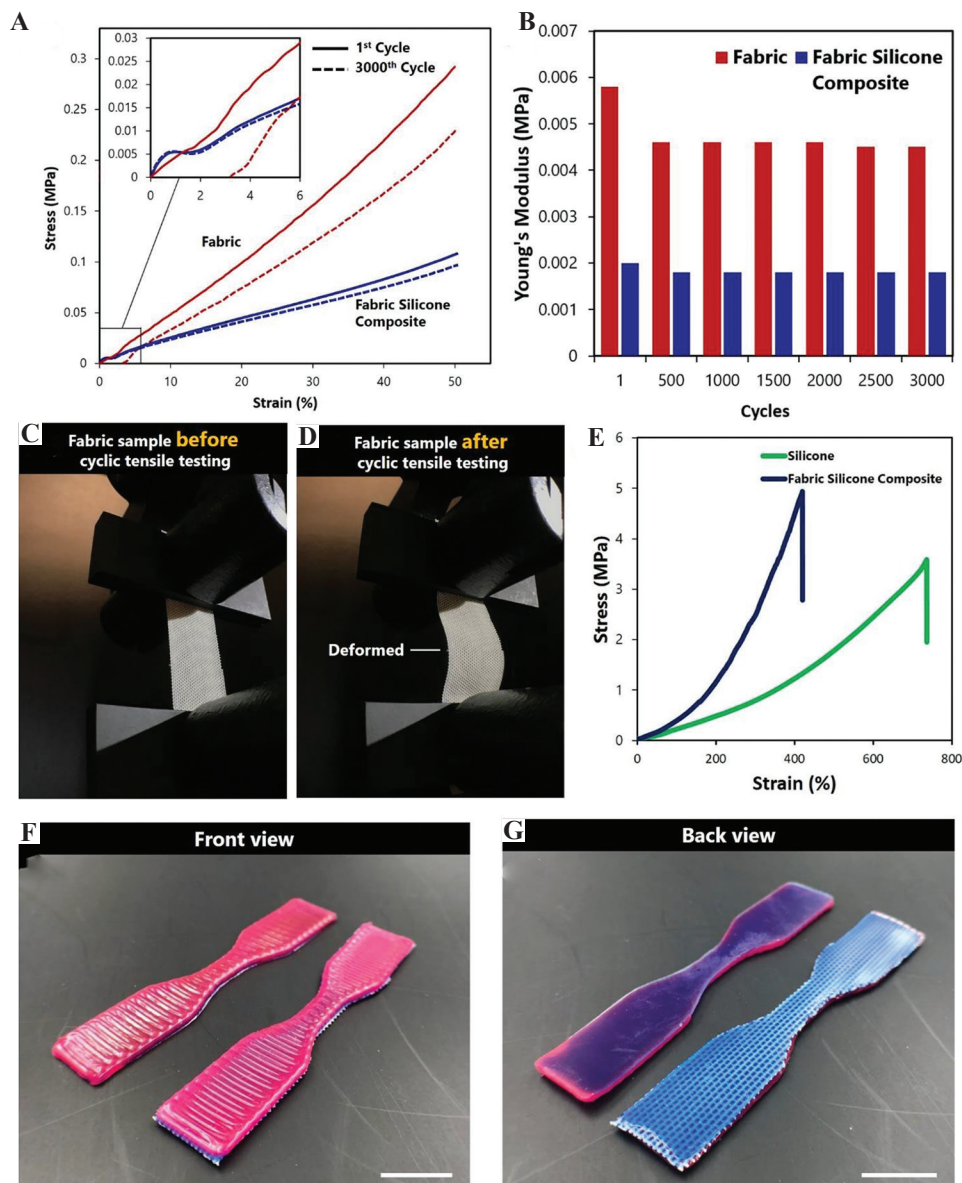 A
0.03
0.025
0.02
0.015
0.01
0.005
0
0 2 4 6
1st Cycle
3000th Cycle
0.3
0.25
0.2
0.15
0.1
0.05
0
Stress (MPa)
Fabric
Fabric Silicone
Composite
0 10 20 30 40 50
Strain (%)
B
0.007
0.006
0.005
0.004
0.003
0.002
0.001
0
Young's Modulus (MPa)
Fabric
Fabric Silicone
Composite
1 500 1000 1500 2000 2500 3000
Cycles
C
Fabric sample before
cyclic tensile testing
D
Fabric sample after
cyclic tensile testing
Deformed
E
6
5
4
3
2
1
0
Stress (MPa)
Silicone
Fabric Silicone Composite
0 200 400 600 800
Strain (%)
F
Front view
G
Back view